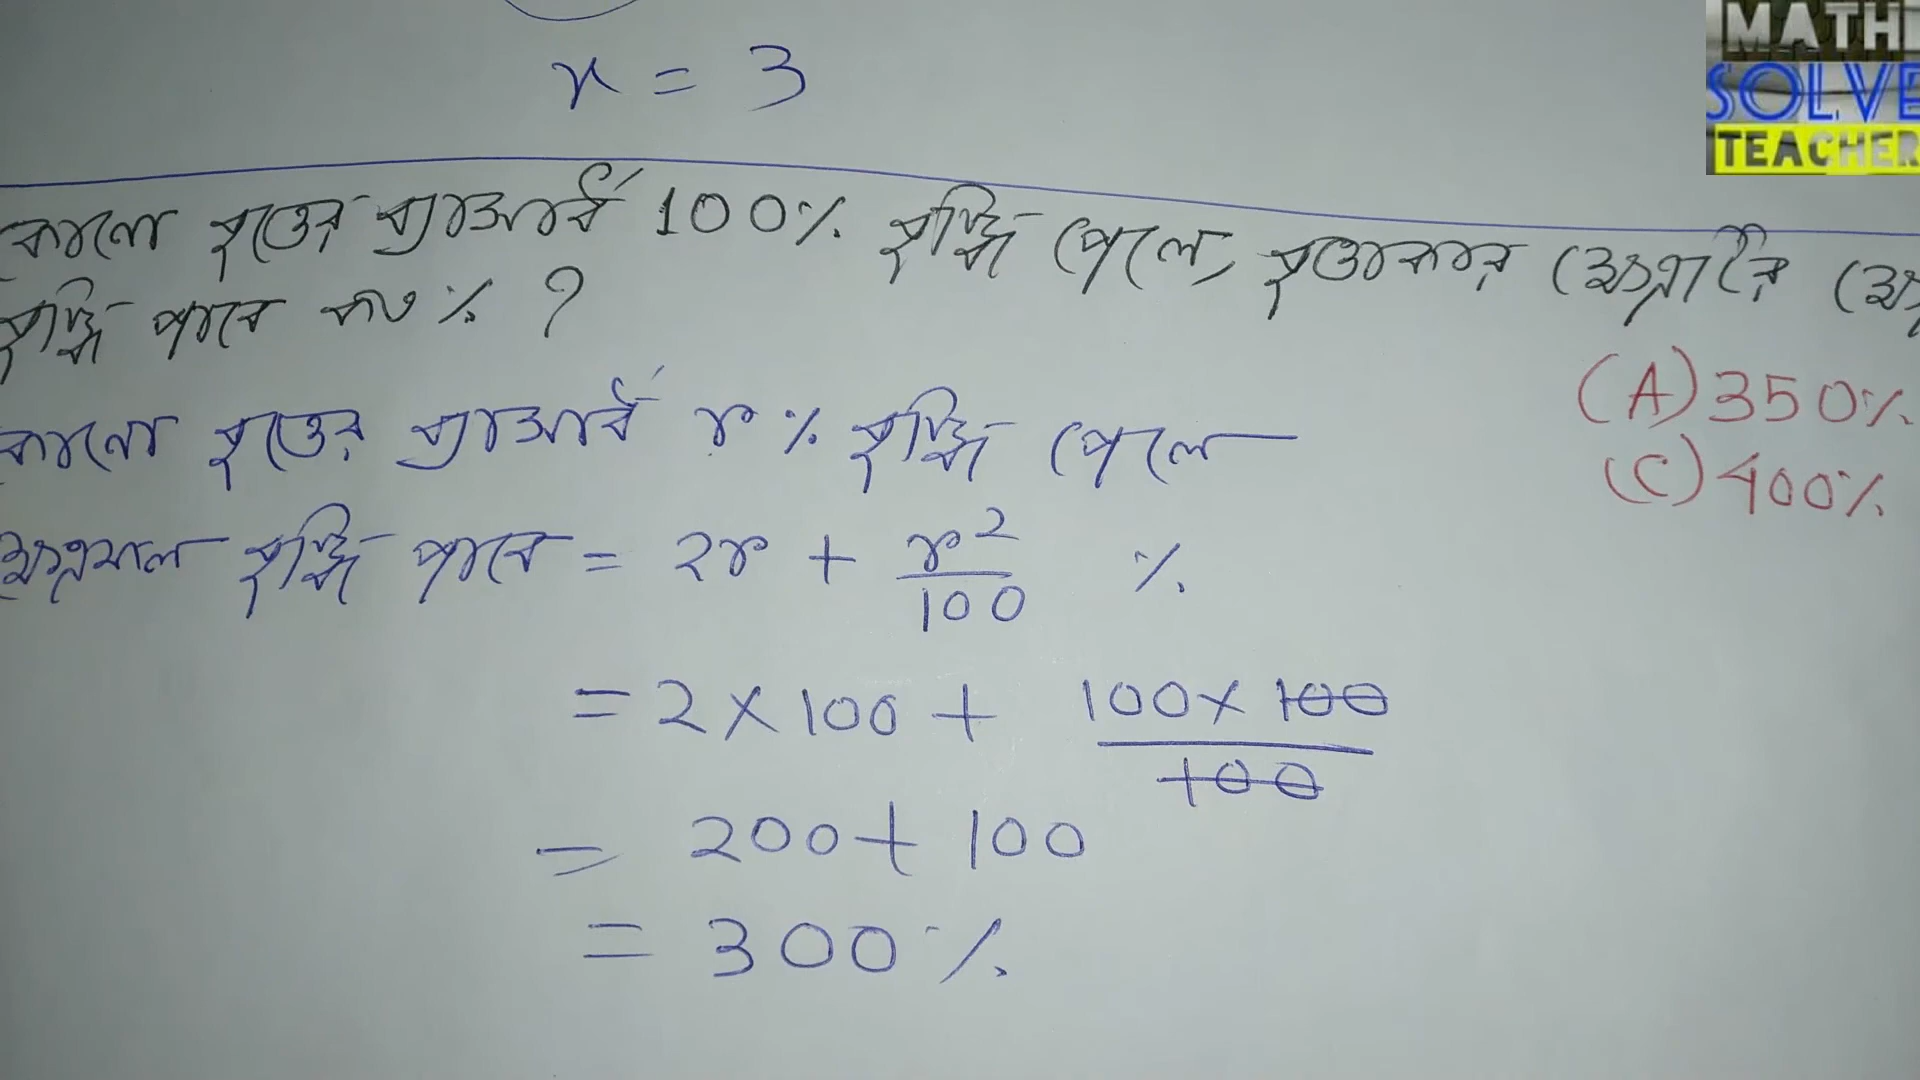 x = 3
MATH
SOLVE
TEACHER
কোনো বৃত্তের ব্যাসার্ধ 100% বৃদ্ধি পেলে, বৃত্তাকার ক্ষেত্রটির
বৃদ্ধি পাবে কত % ?
(A) 350%
কোনো বৃত্তের ব্যাসার্ধ r % বৃদ্ধি পেলে
(C) 400%
ক্ষেত্রফল বৃদ্ধি পাবে = 2r + r²/100 %
= 2 × 100 + 100 × 100/100
= 200 + 100
= 300%